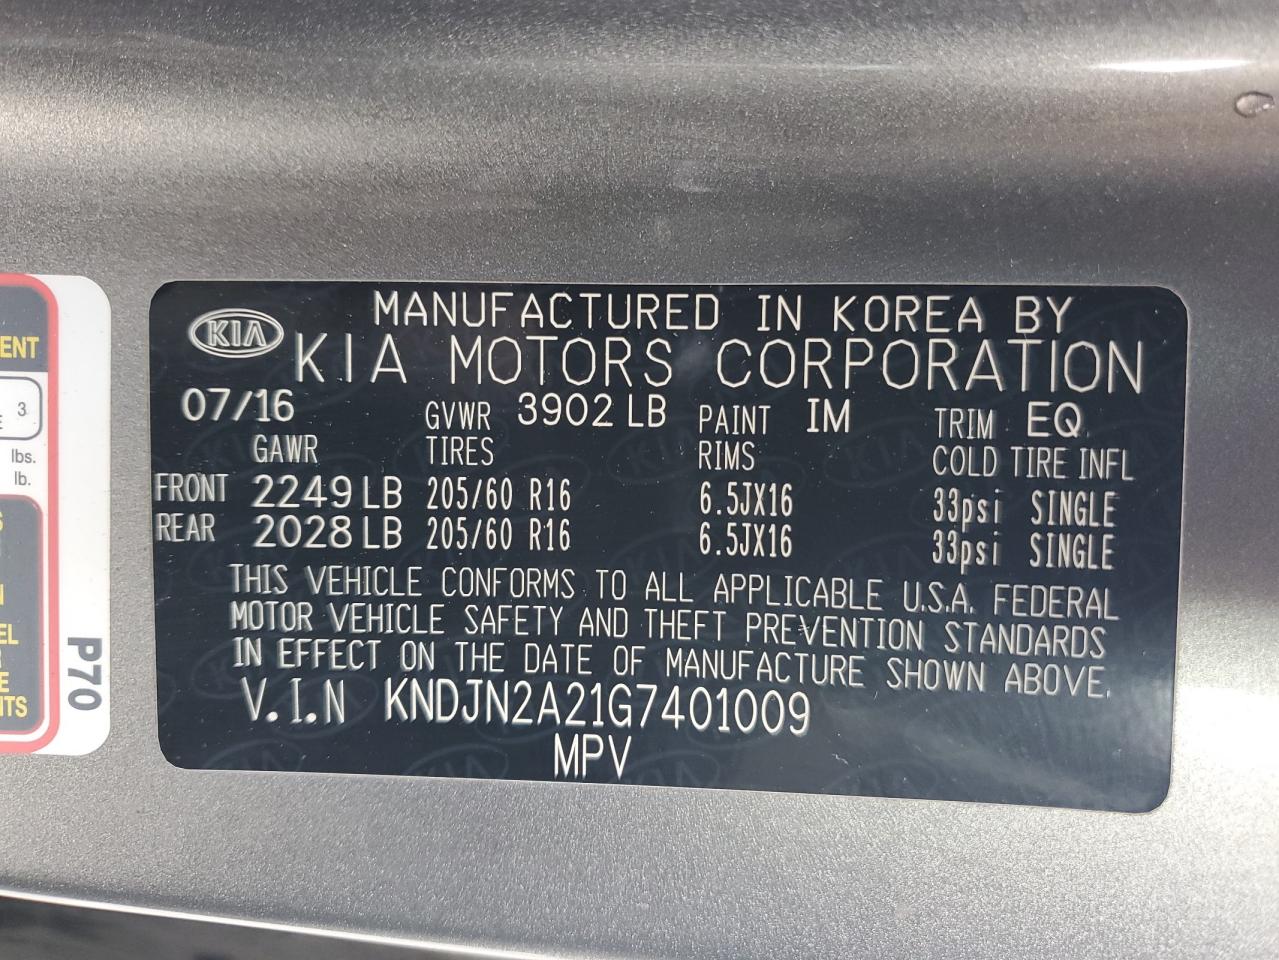 MANUFACTURED IN KOREA BY
KIA
KIA MOTORS CORPORATION
07/16 GVWR 3902 LB PAINT IM TRIM EQ
GAWR TIRES RIMS COLD TIRE INFL
FRONT 2249 LB 205/60 R16 6.5JX16 33psi SINGLE
REAR 2028 LB 205/60 R16 6.5JX16 33psi SINGLE
THIS VEHICLE CONFORMS TO ALL APPLICABLE U.S.A. FEDERAL
MOTOR VEHICLE SAFETY AND THEFT PREVENTION STANDARDS
IN EFFECT ON THE DATE OF MANUFACTURE SHOWN ABOVE.
V.I.N KNDJN2A21G7401009
MPV
ENT
3
lbs.
lb.
P70